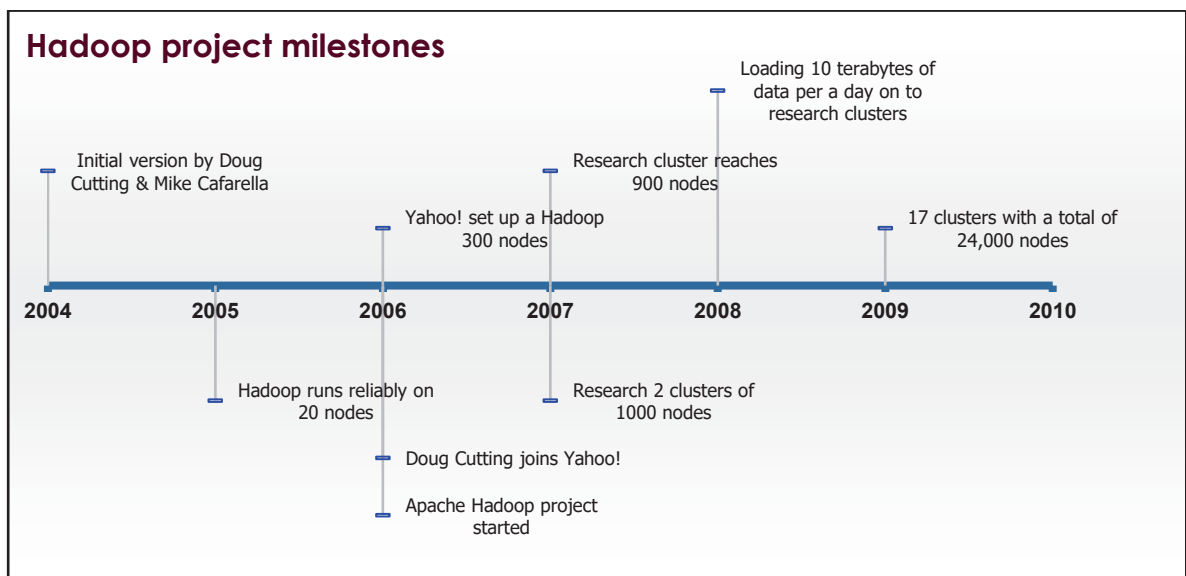 Hadoop project milestones
Loading 10 terabytes of
data per a day on to
research clusters
Initial version by Doug
Cutting & Mike Cafarella
Research cluster reaches
900 nodes
Yahoo! set up a Hadoop
300 nodes
17 clusters with a total of
24,000 nodes
2004 2005 2006 2007 2008 2009 2010
Hadoop runs reliably on
20 nodes
Research 2 clusters of
1000 nodes
Doug Cutting joins Yahoo!
Apache Hadoop project
started